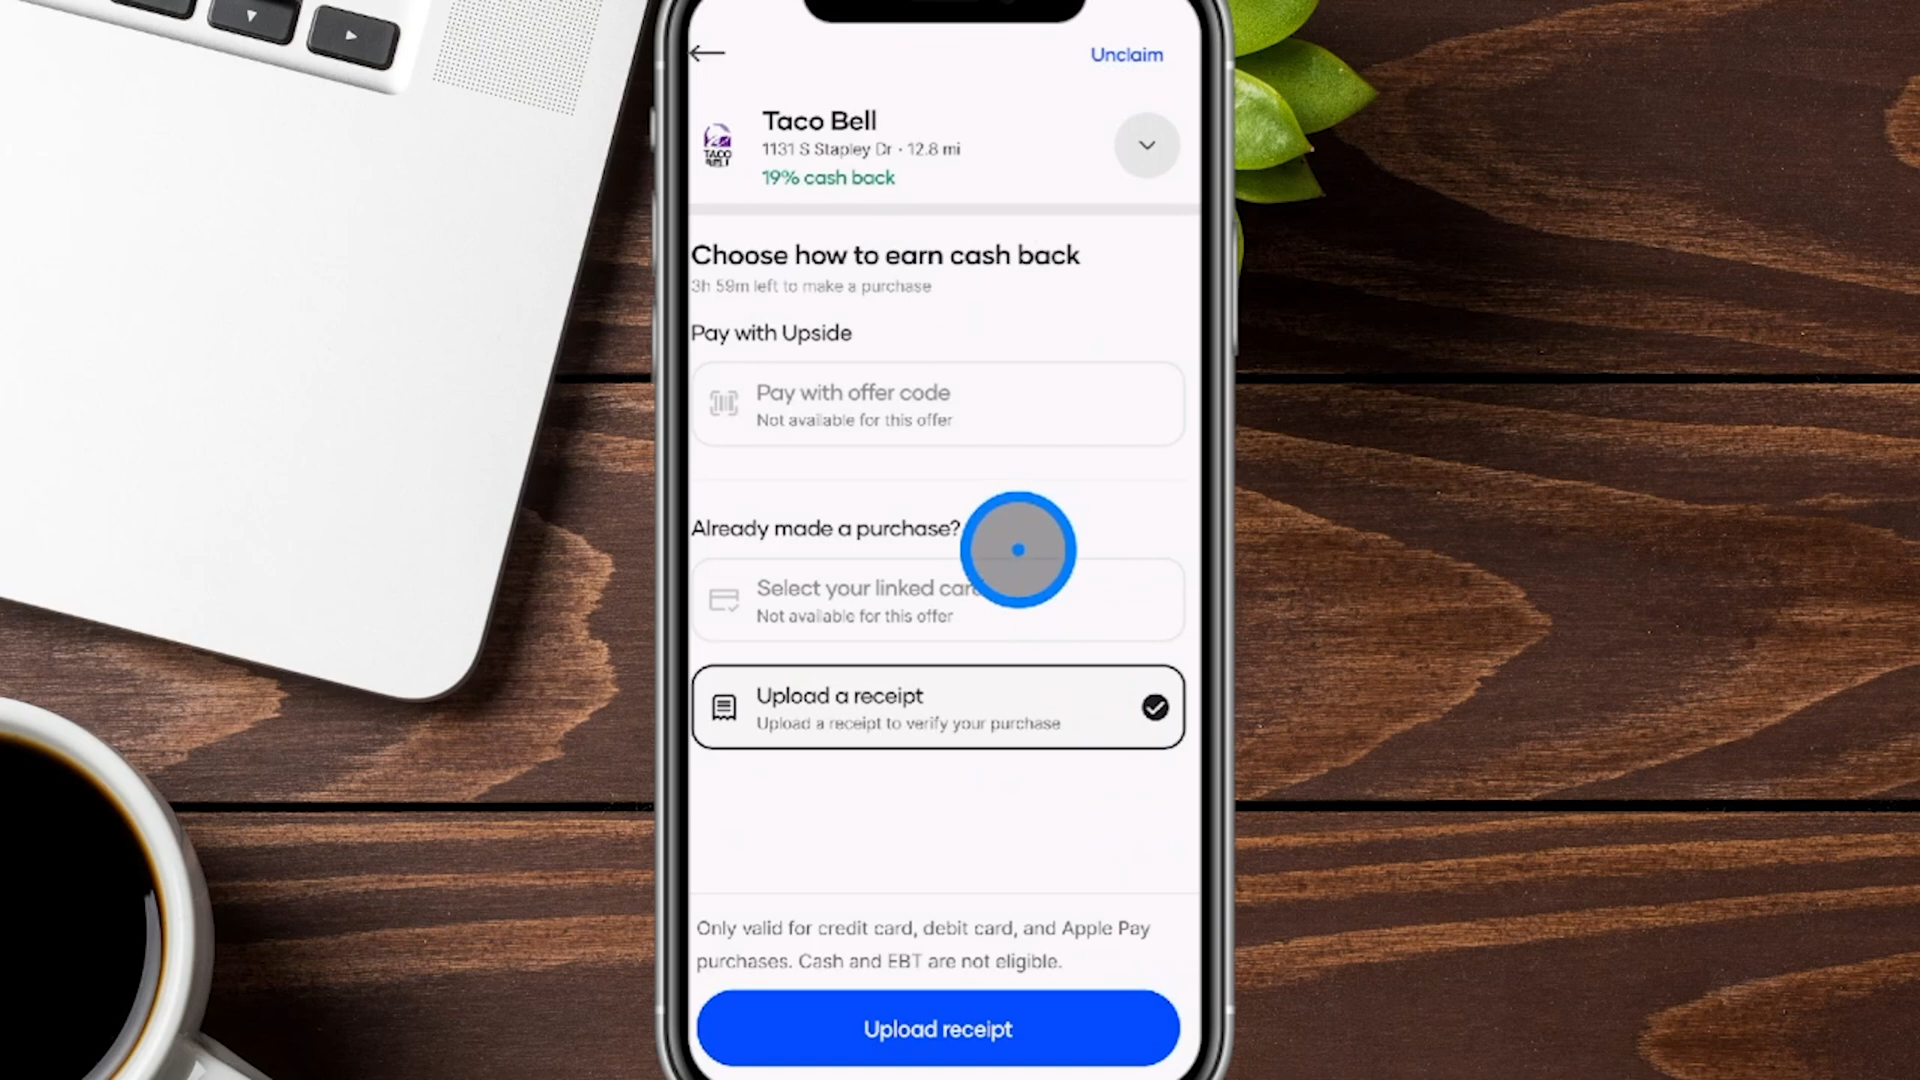 Unclaim
Taco Bell
1131 S Stapley Dr · 12.8 mi
TACO
BELL
19% cash back
Choose how to earn cash back
3h 59m left to make a purchase
Pay with Upside
Pay with offer code
Not available for this offer
Already made a purchase?
Select your linked car
Not available for this offer
Upload a receipt
Upload a receipt to verify your purchase
Only valid for credit card, debit card, and Apple Pay
purchases. Cash and EBT are not eligible.
Upload receipt